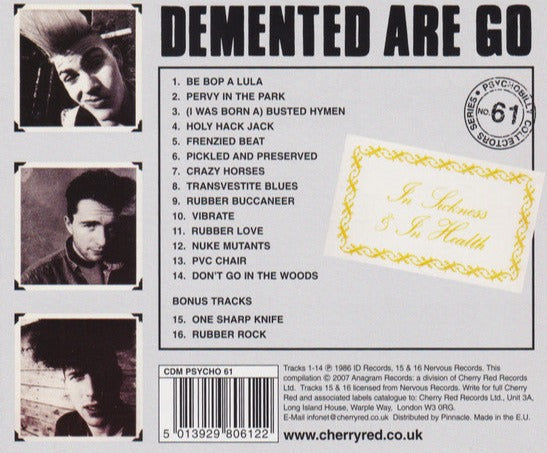 DEMENTED ARE GO
1. BE BOP A LULA
2. PERVY IN THE PARK
3. (I WAS BORN A) BUSTED HYMEN
4. HOLY HACK JACK
5. FRENZIED BEAT
6. PICKLED AND PRESERVED
7. CRAZY HORSES
8. TRANSVESTITE BLUES
9. RUBBER BUCCANEER
10. VIBRATE
11. RUBBER LOVE
12. NUKE MUTANTS
13. PVC CHAIR
14. DON'T GO IN THE WOODS
BONUS TRACKS
15. ONE SHARP KNIFE
16. RUBBER ROCK
PSYCHOBILLY COLLECTORS SERIES •
NO. 61
In Sickness
& In Health
CDM PSYCHO 61
5 013929 806122
Tracks 1-14 ℗ 1986 ID Records, 15 & 16 Nervous Records. This
compilation © 2007 Anagram Records: a division of Cherry Red Records
Ltd. Tracks 15 & 16 licensed from Nervous Records. Write for full Cherry
Red and associated labels catalogue to: Cherry Red Records Ltd., Unit 3A,
Long Island House, Warple Way, London W3 0RG.
E-Mail infonet@cherryred.co.uk Distributed by Pinnacle. Made in the E.U.
www.cherryred.co.uk